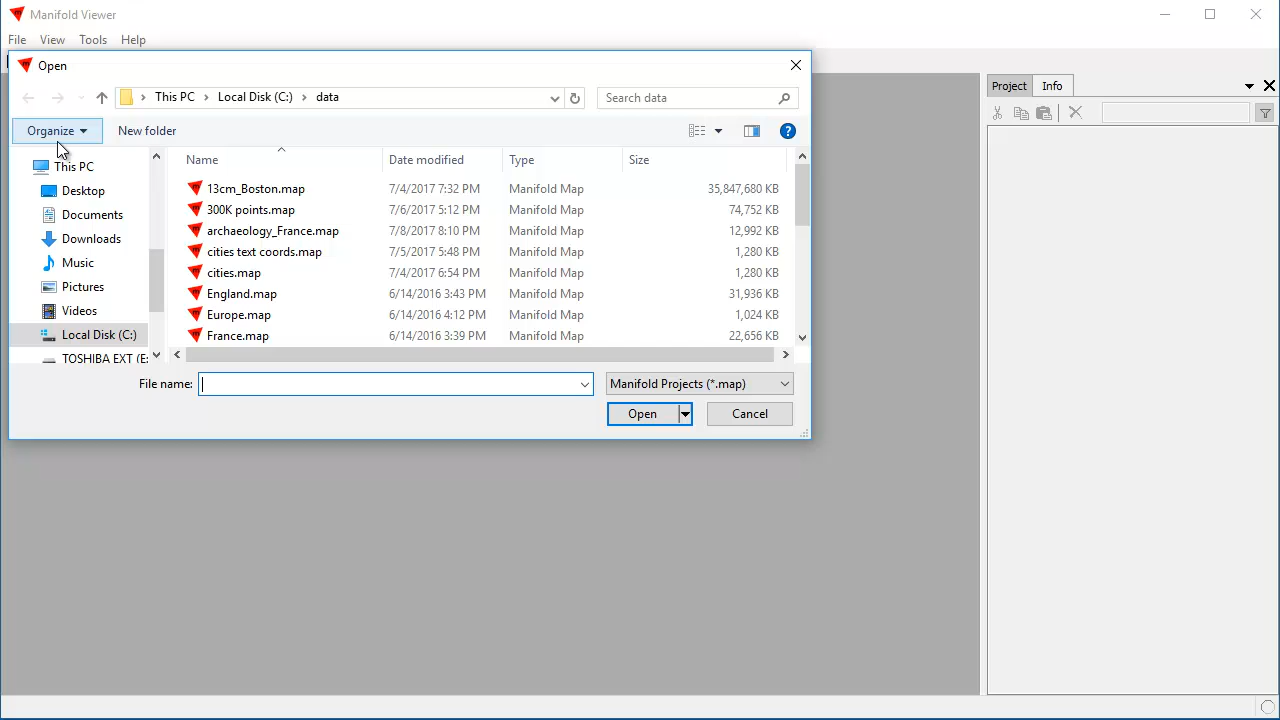 Manifold Viewer
File View Tools Help
Open
This PC Local Disk (C:) data
Search data
Organize New folder
Project Info
Name Date modified Type Size
This PC
Desktop
Documents
Downloads
Music
Pictures
Videos
Local Disk (C:)
TOSHIBA EXT (E:
13cm_Boston.map 7/4/2017 7:32 PM Manifold Map 35,847,680 KB
300K points.map 7/6/2017 5:12 PM Manifold Map 74,752 KB
archaeology_France.map 7/8/2017 8:10 PM Manifold Map 12,992 KB
cities text coords.map 7/5/2017 5:48 PM Manifold Map 1,280 KB
cities.map 7/4/2017 6:54 PM Manifold Map 1,280 KB
England.map 6/14/2016 3:43 PM Manifold Map 31,936 KB
Europe.map 6/14/2016 4:12 PM Manifold Map 1,024 KB
France.map 6/14/2016 3:39 PM Manifold Map 22,656 KB
File name: Manifold Projects (*.map)
Open Cancel